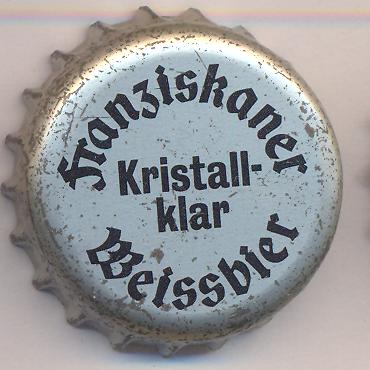 Franziskaner
Kristall-
klar
Weissbier